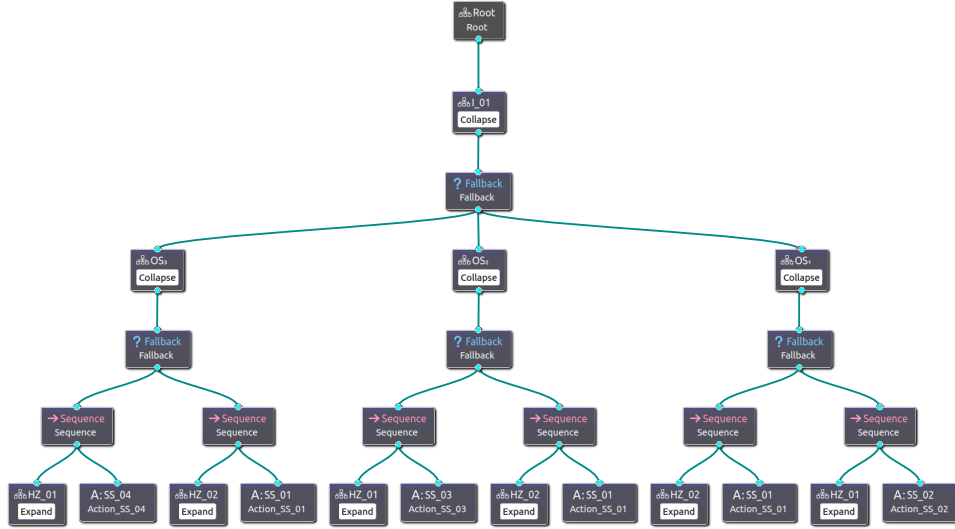 Root
Root
I_01
Collapse
? Fallback
Fallback
OS₃
Collapse
OS₂
Collapse
OS₁
Collapse
? Fallback
Fallback
? Fallback
Fallback
? Fallback
Fallback
→ Sequence
Sequence
→ Sequence
Sequence
→ Sequence
Sequence
→ Sequence
Sequence
→ Sequence
Sequence
→ Sequence
Sequence
HZ_01
Expand
A: SS_04
Action_SS_04
HZ_02
Expand
A: SS_01
Action_SS_01
HZ_01
Expand
A: SS_03
Action_SS_03
HZ_02
Expand
A: SS_01
Action_SS_01
HZ_02
Expand
A: SS_01
Action_SS_01
HZ_01
Expand
A: SS_02
Action_SS_02